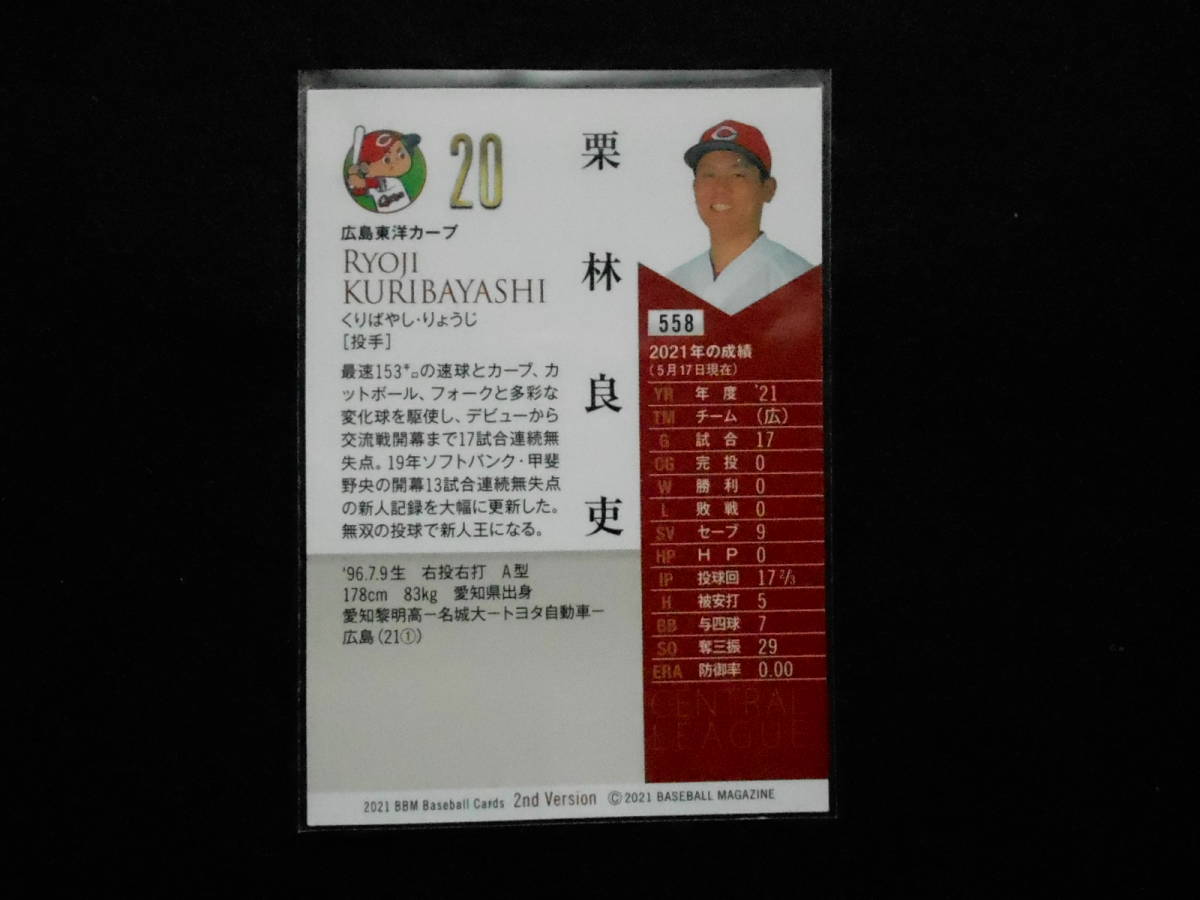 20
広島東洋カープ
RYOJI
KURIBAYASHI
くりばやし・りょうじ
［投手］
栗林良吏
最速153㌔の速球とカーブ、カ
ットボール、フォークと多彩な
変化球を駆使し、デビューから
交流戦開幕まで17試合連続無
失点。19年ソフトバンク・甲斐
野央の開幕13試合連続無失点
の新人記録を大幅に更新した。
無双の投球で新人王になる。
'96.7.9生 右投右打 A型
178cm 83kg 愛知県出身
愛知黎明高ー名城大ートヨタ自動車ー
広島（21①）
558
2021年の成績
（5月17日現在）
YR 年度 '21
TM チーム （広）
G 試合 17
CG 完投 0
W 勝利 0
L 敗戦 0
SV セーブ 9
HP HP 0
IP 投球回 17 2/3
H 被安打 5
BB 与四球 7
SO 奪三振 29
ERA 防御率 0.00
CENTRAL
LEAGUE
2021 BBM Baseball Cards 2nd Version ©2021 BASEBALL MAGAZINE